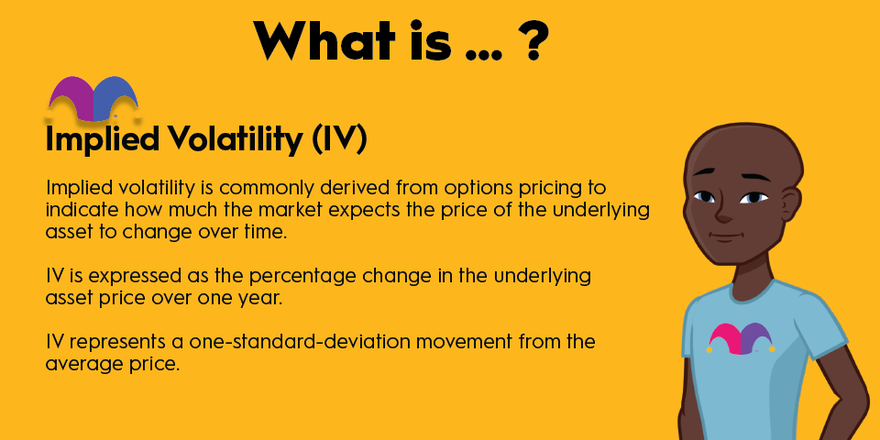 What is ... ?
Implied Volatility (IV)
Implied volatility is commonly derived from options pricing to
indicate how much the market expects the price of the underlying
asset to change over time.
IV is expressed as the percentage change in the underlying
asset price over one year.
IV represents a one-standard-deviation movement from the
average price.